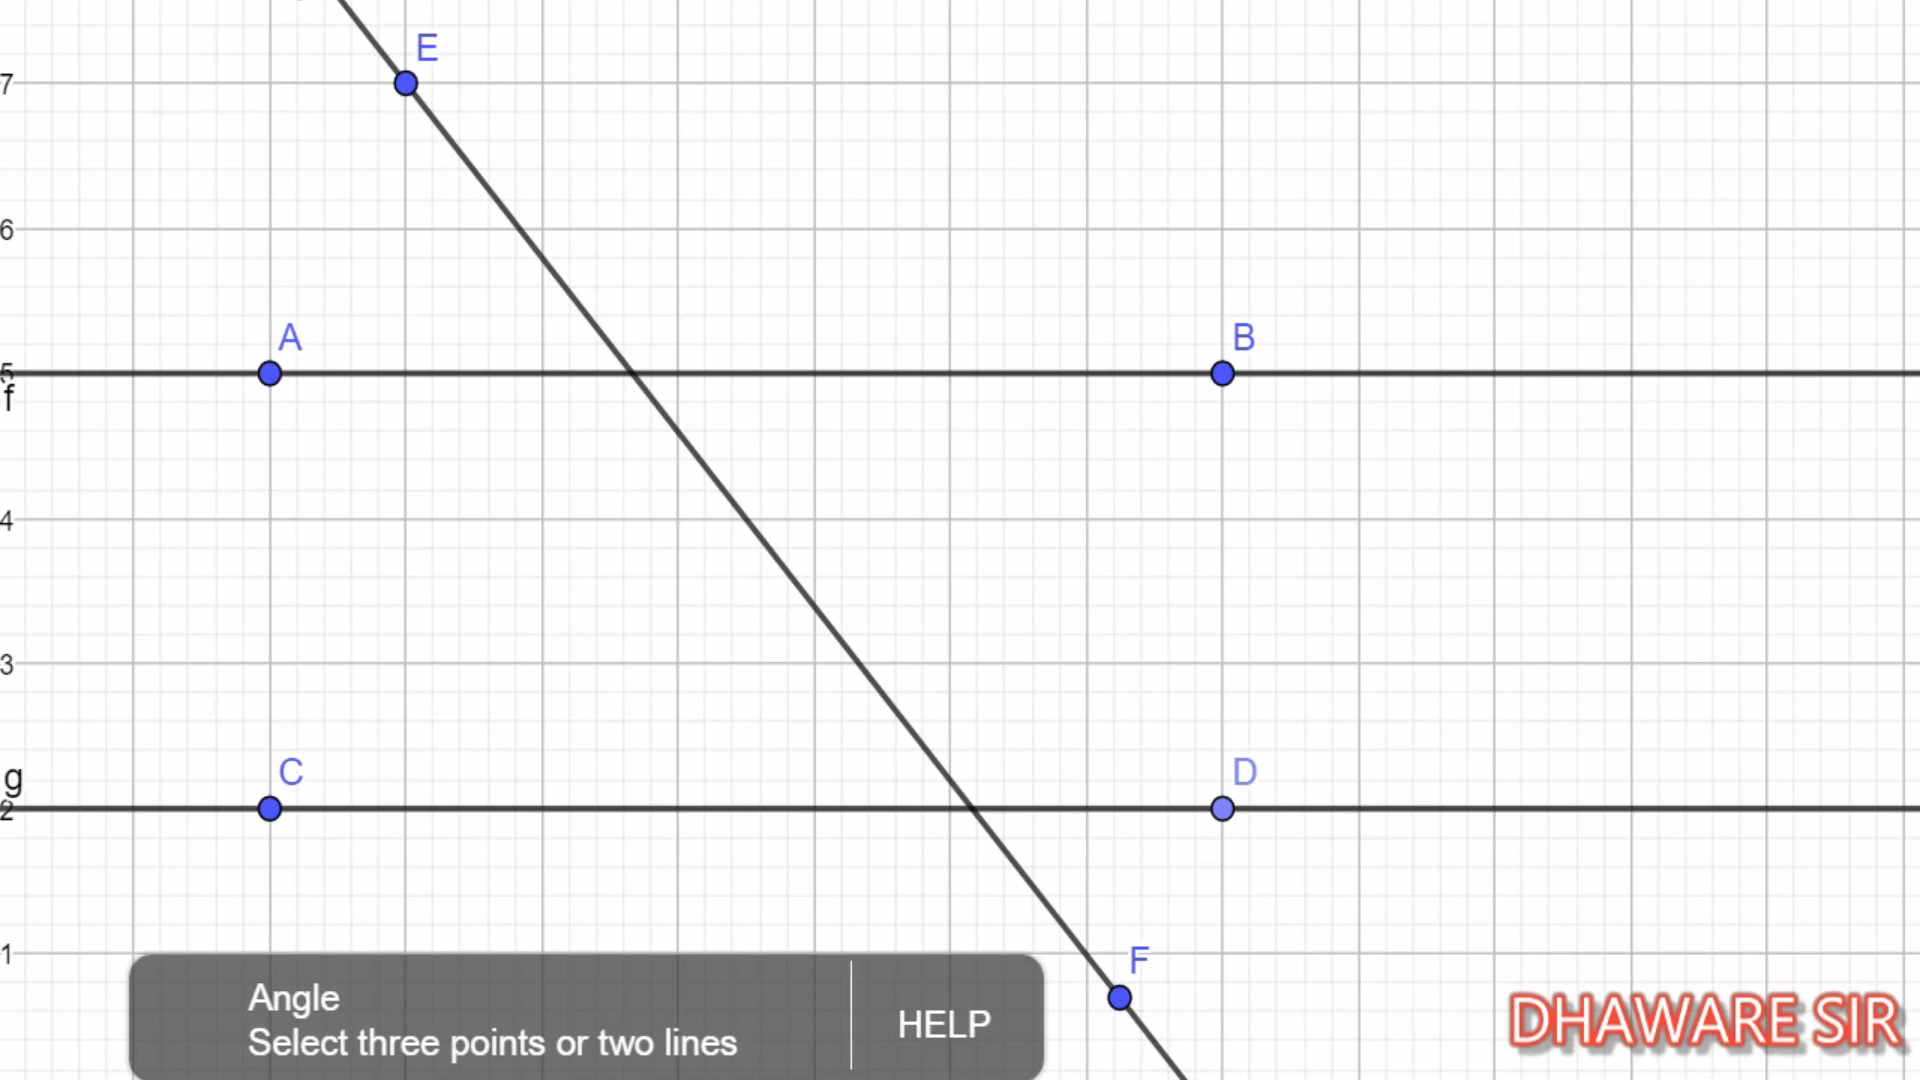 E
7
6
A
B
5
f
4
3
g
C
D
2
1
F
Angle
Select three points or two lines
HELP
DHAWARE SIR